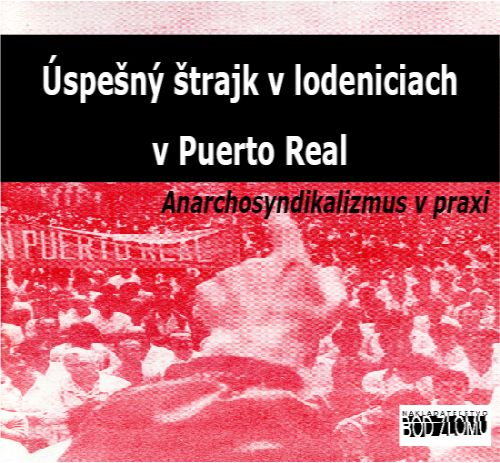 Úspešný štrajk v lodeniciach
v Puerto Real
Anarchosyndikalizmus v praxi
N PUERTO REAL
NAKLADATEĽSTVO
BOD ZLOMU